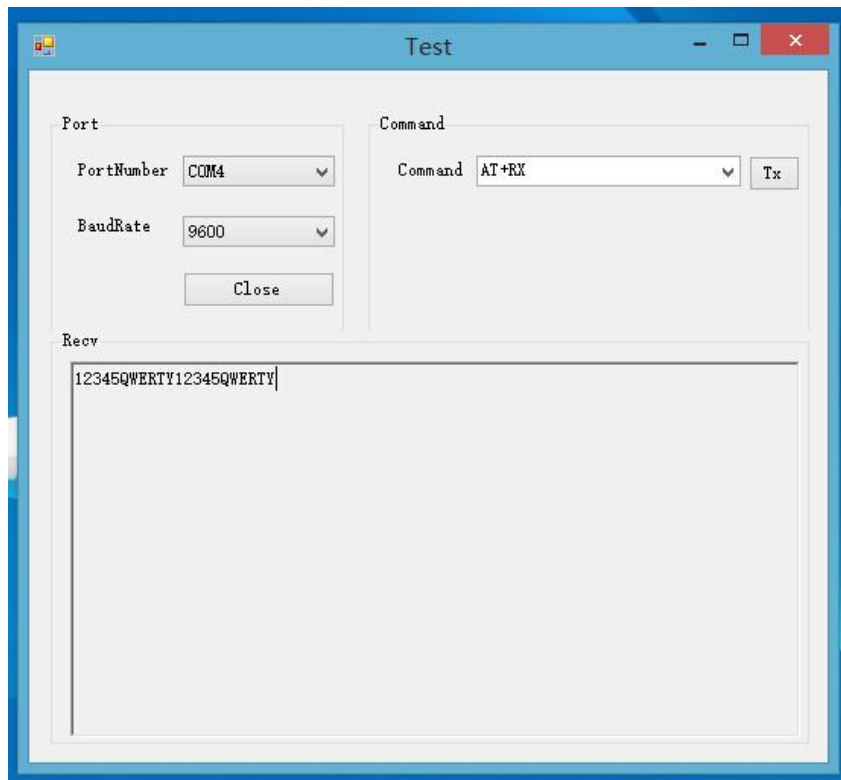 Test
Port
PortNumber COM4
BaudRate 9600
Close
Command
Command AT+RX Tx
Recv
12345QWERTY12345QWERTY